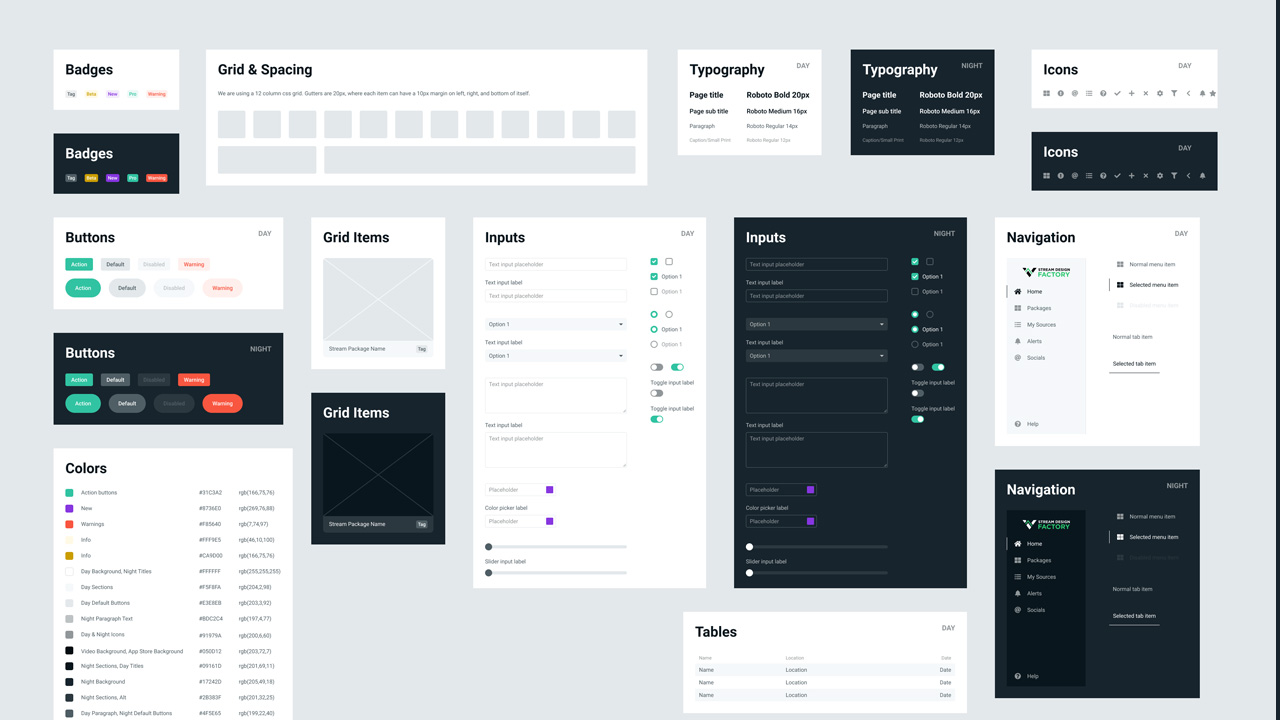 Badges
Tag Beta New Pro Warning
Badges
Tag Beta New Pro Warning
Grid & Spacing
We are using a 12 column css grid. Gutters are 20px, where each item can have a 10px margin on left, right, and bottom of itself.
Typography DAY
Page title Roboto Bold 20px
Page sub title Roboto Medium 16px
Paragraph Roboto Regular 14px
Caption/Small Print Roboto Regular 12px
Typography NIGHT
Page title Roboto Bold 20px
Page sub title Roboto Medium 16px
Paragraph Roboto Regular 14px
Caption/Small Print Roboto Regular 12px
Icons DAY
Icons DAY
Buttons DAY
Action Default Disabled Warning
Action Default Disabled Warning
Buttons NIGHT
Action Default Disabled Warning
Action Default Disabled Warning
Grid Items
Stream Package Name Tag
Grid Items
Stream Package Name Tag
Inputs DAY
Text input placeholder
Text input label
Text input placeholder
Option 1
Text input label
Option 1
Text input placeholder
Text input label
Text input placeholder
Placeholder
Color picker label
Placeholder
Slider input label
Option 1
Option 1
Option 1
Option 1
Toggle input label
Toggle input label
Inputs NIGHT
Text input placeholder
Text input label
Text input placeholder
Option 1
Text input label
Option 1
Text input placeholder
Text input label
Text input placeholder
Placeholder
Color picker label
Placeholder
Slider input label
Option 1
Option 1
Option 1
Option 1
Toggle input label
Toggle input label
Navigation DAY
STREAM DESIGN
FACTORY
Home
Packages
My Sources
Alerts
Socials
Help
Normal menu item
Selected menu item
Disabled menu item
Normal tab item
Selected tab item
Navigation NIGHT
STREAM DESIGN
FACTORY
Home
Packages
My Sources
Alerts
Socials
Help
Normal menu item
Selected menu item
Disabled menu item
Normal tab item
Selected tab item
Colors
Action buttons #31C3A2 rgb(166,75,76)
New #8736E0 rgb(269,76,88)
Warnings #F85640 rgb(7,74,97)
Info #FFF9E5 rgb(46,10,100)
Info #CA9D00 rgb(166,75,76)
Day Background, Night Titles #FFFFFF rgb(255,255,255)
Day Sections #F5F8FA rgb(204,2,98)
Day Default Buttons #E3E8EB rgb(203,3,92)
Night Paragraph Text #BDC2C4 rgb(197,4,77)
Day & Night Icons #91979A rgb(200,6,60)
Video Background, App Store Background #050D12 rgb(203,72,7)
Night Sections, Day Titles #09161D rgb(201,69,11)
Night Background #17242D rgb(205,49,18)
Night Sections, Alt #2B383F rgb(201,32,25)
Day Paragraph, Night Default Buttons #4F5E65 rgb(199,22,40)
Tables DAY
Name Location Date
Name Location Date
Name Location Date
Name Location Date